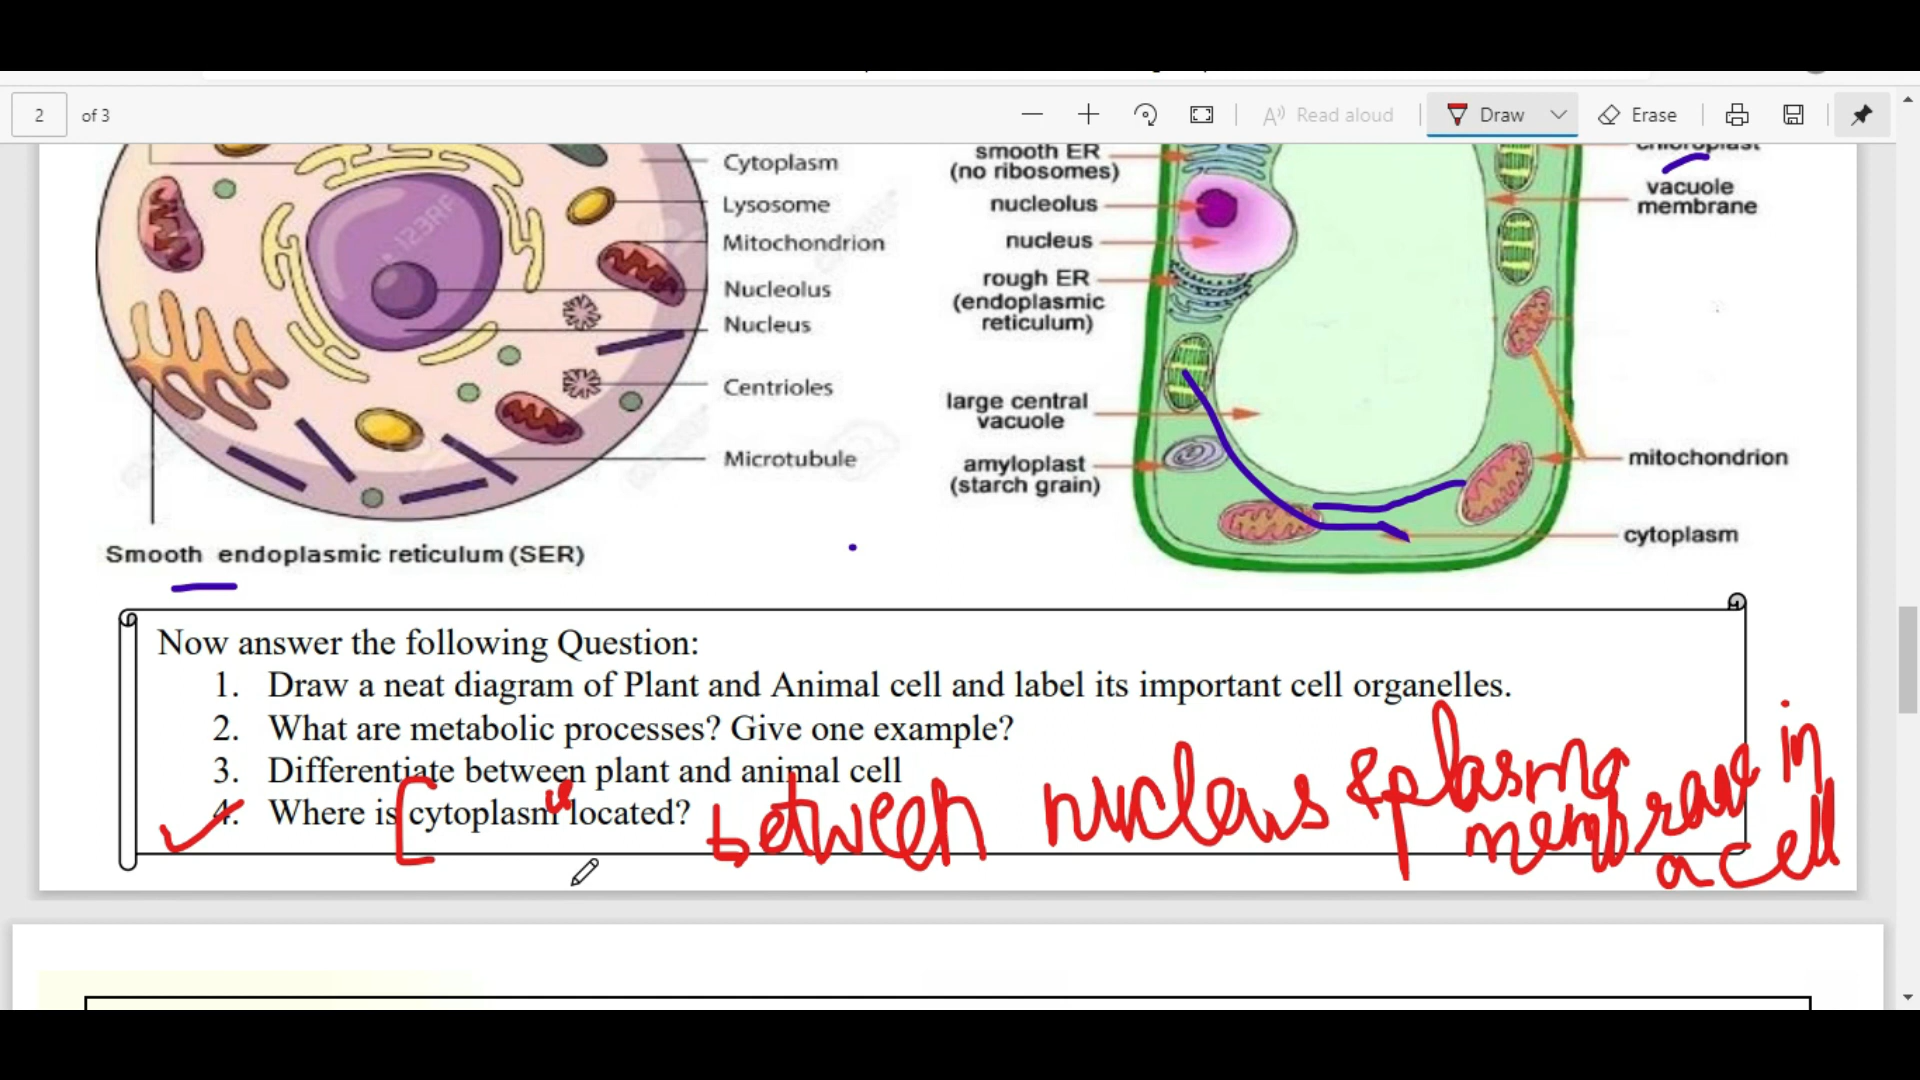 2 of 3 Read aloud Draw Erase
Cytoplasm
Lysosome
Mitochondrion
Nucleolus
Nucleus
Centrioles
Microtubule
Smooth endoplasmic reticulum (SER)
123RF
smooth ER
(no ribosomes)
nucleolus
nucleus
rough ER
(endoplasmic
reticulum)
large central
vacuole
amyloplast
(starch grain)
chloroplast
vacuole
membrane
mitochondrion
cytoplasm
Now answer the following Question:
1. Draw a neat diagram of Plant and Animal cell and label its important cell organelles.
2. What are metabolic processes? Give one example?
3. Differentiate between plant and animal cell
4. Where is cytoplasm located?
is between nucleus & plasma
membrane in
a cell